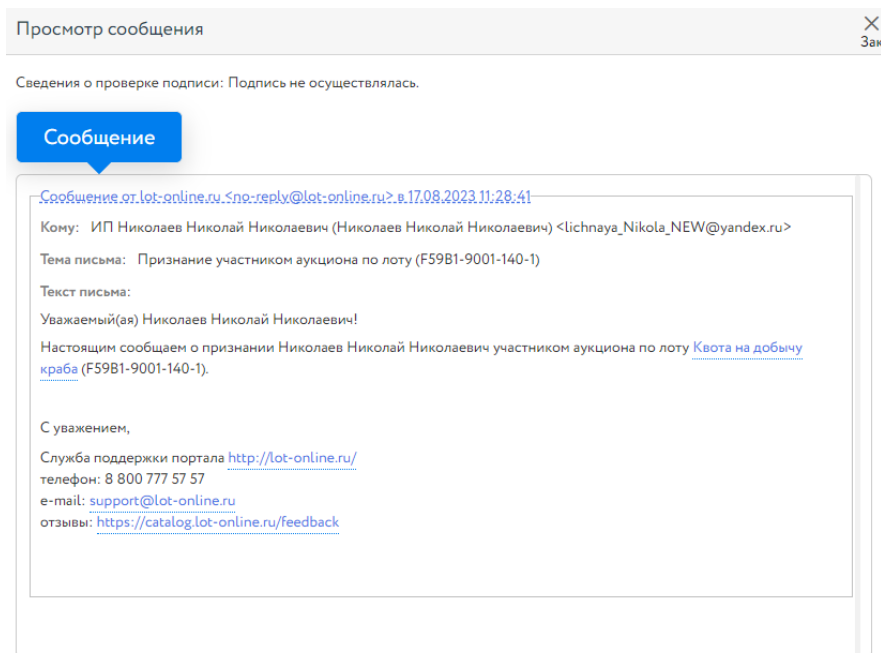 Просмотр сообщения
Зак
Сведения о проверке подписи: Подпись не осуществлялась.
Сообщение
Сообщение от lot-online.ru <no-reply@lot-online.ru> в 17.08.2023 11:28:41
Кому: ИП Николаев Николай Николаевич (Николаев Николай Николаевич) <lichnaya_Nikola_NEW@yandex.ru>
Тема письма: Признание участником аукциона по лоту (F59B1-9001-140-1)
Текст письма:
Уважаемый(ая) Николаев Николай Николаевич!
Настоящим сообщаем о признании Николаев Николай Николаевич участником аукциона по лоту Квота на добычу
краба (F59B1-9001-140-1).
С уважением,
Служба поддержки портала http://lot-online.ru/
телефон: 8 800 777 57 57
e-mail: support@lot-online.ru
отзывы: https://catalog.lot-online.ru/feedback